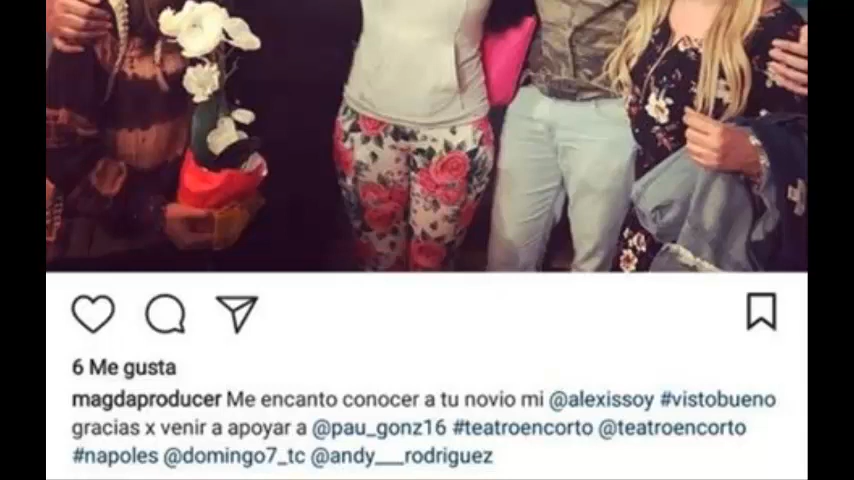 6 Me gusta
magdaproducer Me encanto conocer a tu novio mi @alexissoy #vistobueno
gracias x venir a apoyar a @pau_gonz16 #teatroencorto @teatroencorto
#napoles @domingo7_tc @andy___rodriguez